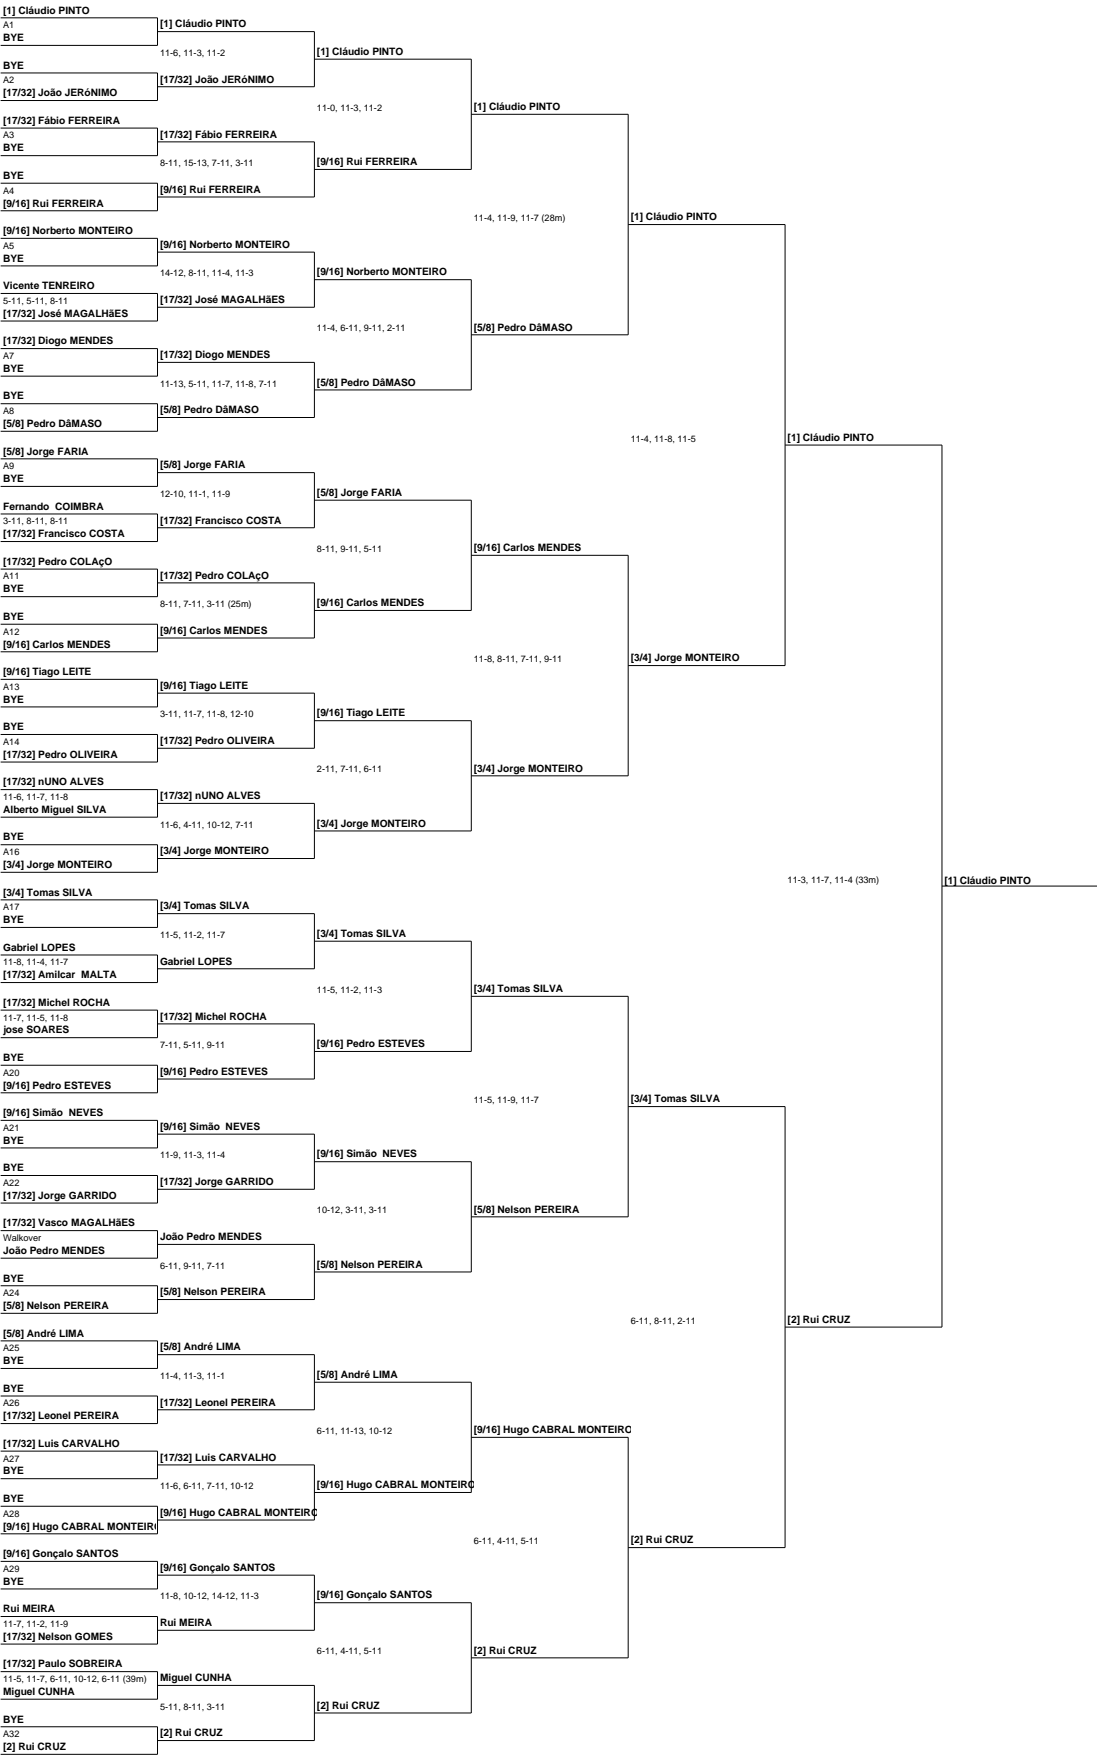 [1] Cláudio PINTO
A1
BYE
BYE
A2
[17/32] João JERóNIMO
[17/32] Fábio FERREIRA
A3
BYE
BYE
A4
[9/16] Rui FERREIRA
[9/16] Norberto MONTEIRO
A5
BYE
Vicente TENREIRO
5-11, 5-11, 8-11
[17/32] José MAGALHãES
[17/32] Diogo MENDES
A7
BYE
BYE
A8
[5/8] Pedro DâMASO
[5/8] Jorge FARIA
A9
BYE
Fernando  COIMBRA
3-11, 8-11, 8-11
[17/32] Francisco COSTA
[17/32] Pedro COLAçO
A11
BYE
BYE
A12
[9/16] Carlos MENDES
[9/16] Tiago LEITE
A13
BYE
BYE
A14
[17/32] Pedro OLIVEIRA
[17/32] nUNO ALVES
11-6, 11-7, 11-8
Alberto Miguel SILVA
BYE
A16
[3/4] Jorge MONTEIRO
[3/4] Tomas SILVA
A17
BYE
Gabriel LOPES
11-8, 11-4, 11-7
[17/32] Amilcar  MALTA
[17/32] Michel ROCHA
11-7, 11-5, 11-8
jose SOARES
BYE
A20
[9/16] Pedro ESTEVES
[9/16] Simão  NEVES
A21
BYE
BYE
A22
[17/32] Jorge GARRIDO
[17/32] Vasco MAGALHãES
Walkover
João Pedro MENDES
BYE
A24
[5/8] Nelson PEREIRA
[5/8] André LIMA
A25
BYE
BYE
A26
[17/32] Leonel PEREIRA
[17/32] Luis CARVALHO
A27
BYE
BYE
A28
[9/16] Hugo CABRAL MONTEIR
[9/16] Gonçalo SANTOS
A29
BYE
Rui MEIRA
11-7, 11-2, 11-9
[17/32] Nelson GOMES
[17/32] Paulo SOBREIRA
11-5, 11-7, 6-11, 10-12, 6-11 (39m)
Miguel CUNHA
BYE
A32
[2] Rui CRUZ
[1] Cláudio PINTO
11-6, 11-3, 11-2
[17/32] João JERóNIMO
[17/32] Fábio FERREIRA
8-11, 15-13, 7-11, 3-11
[9/16] Rui FERREIRA
[9/16] Norberto MONTEIRO
14-12, 8-11, 11-4, 11-3
[17/32] José MAGALHãES
[17/32] Diogo MENDES
11-13, 5-11, 11-7, 11-8, 7-11
[5/8] Pedro DâMASO
[5/8] Jorge FARIA
12-10, 11-1, 11-9
[17/32] Francisco COSTA
[17/32] Pedro COLAçO
8-11, 7-11, 3-11 (25m)
[9/16] Carlos MENDES
[9/16] Tiago LEITE
3-11, 11-7, 11-8, 12-10
[17/32] Pedro OLIVEIRA
[17/32] nUNO ALVES
11-6, 4-11, 10-12, 7-11
[3/4] Jorge MONTEIRO
[3/4] Tomas SILVA
11-5, 11-2, 11-7
Gabriel LOPES
[17/32] Michel ROCHA
7-11, 5-11, 9-11
[9/16] Pedro ESTEVES
[9/16] Simão  NEVES
11-9, 11-3, 11-4
[17/32] Jorge GARRIDO
João Pedro MENDES
6-11, 9-11, 7-11
[5/8] Nelson PEREIRA
[5/8] André LIMA
11-4, 11-3, 11-1
[17/32] Leonel PEREIRA
[17/32] Luis CARVALHO
11-6, 6-11, 7-11, 10-12
[9/16] Hugo CABRAL MONTEIRO
[9/16] Gonçalo SANTOS
11-8, 10-12, 14-12, 11-3
Rui MEIRA
Miguel CUNHA
5-11, 8-11, 3-11
[2] Rui CRUZ
[1] Cláudio PINTO
11-0, 11-3, 11-2
[9/16] Rui FERREIRA
[9/16] Norberto MONTEIRO
11-4, 6-11, 9-11, 2-11
[5/8] Pedro DâMASO
[5/8] Jorge FARIA
8-11, 9-11, 5-11
[9/16] Carlos MENDES
[9/16] Tiago LEITE
2-11, 7-11, 6-11
[3/4] Jorge MONTEIRO
[3/4] Tomas SILVA
11-5, 11-2, 11-3
[9/16] Pedro ESTEVES
[9/16] Simão  NEVES
10-12, 3-11, 3-11
[5/8] Nelson PEREIRA
[5/8] André LIMA
6-11, 11-13, 10-12
[9/16] Hugo CABRAL MONTEIRO
[9/16] Gonçalo SANTOS
6-11, 4-11, 5-11
[2] Rui CRUZ
[1] Cláudio PINTO
11-4, 11-9, 11-7 (28m)
[5/8] Pedro DâMASO
[9/16] Carlos MENDES
11-8, 8-11, 7-11, 9-11
[3/4] Jorge MONTEIRO
[3/4] Tomas SILVA
11-5, 11-9, 11-7
[5/8] Nelson PEREIRA
[9/16] Hugo CABRAL MONTEIRO
6-11, 4-11, 5-11
[2] Rui CRUZ
[1] Cláudio PINTO
11-4, 11-8, 11-5
[3/4] Jorge MONTEIRO
[3/4] Tomas SILVA
6-11, 8-11, 2-11
[2] Rui CRUZ
[1] Cláudio PINTO
11-3, 11-7, 11-4 (33m)
[2] Rui CRUZ
[1] Cláudio PINTO